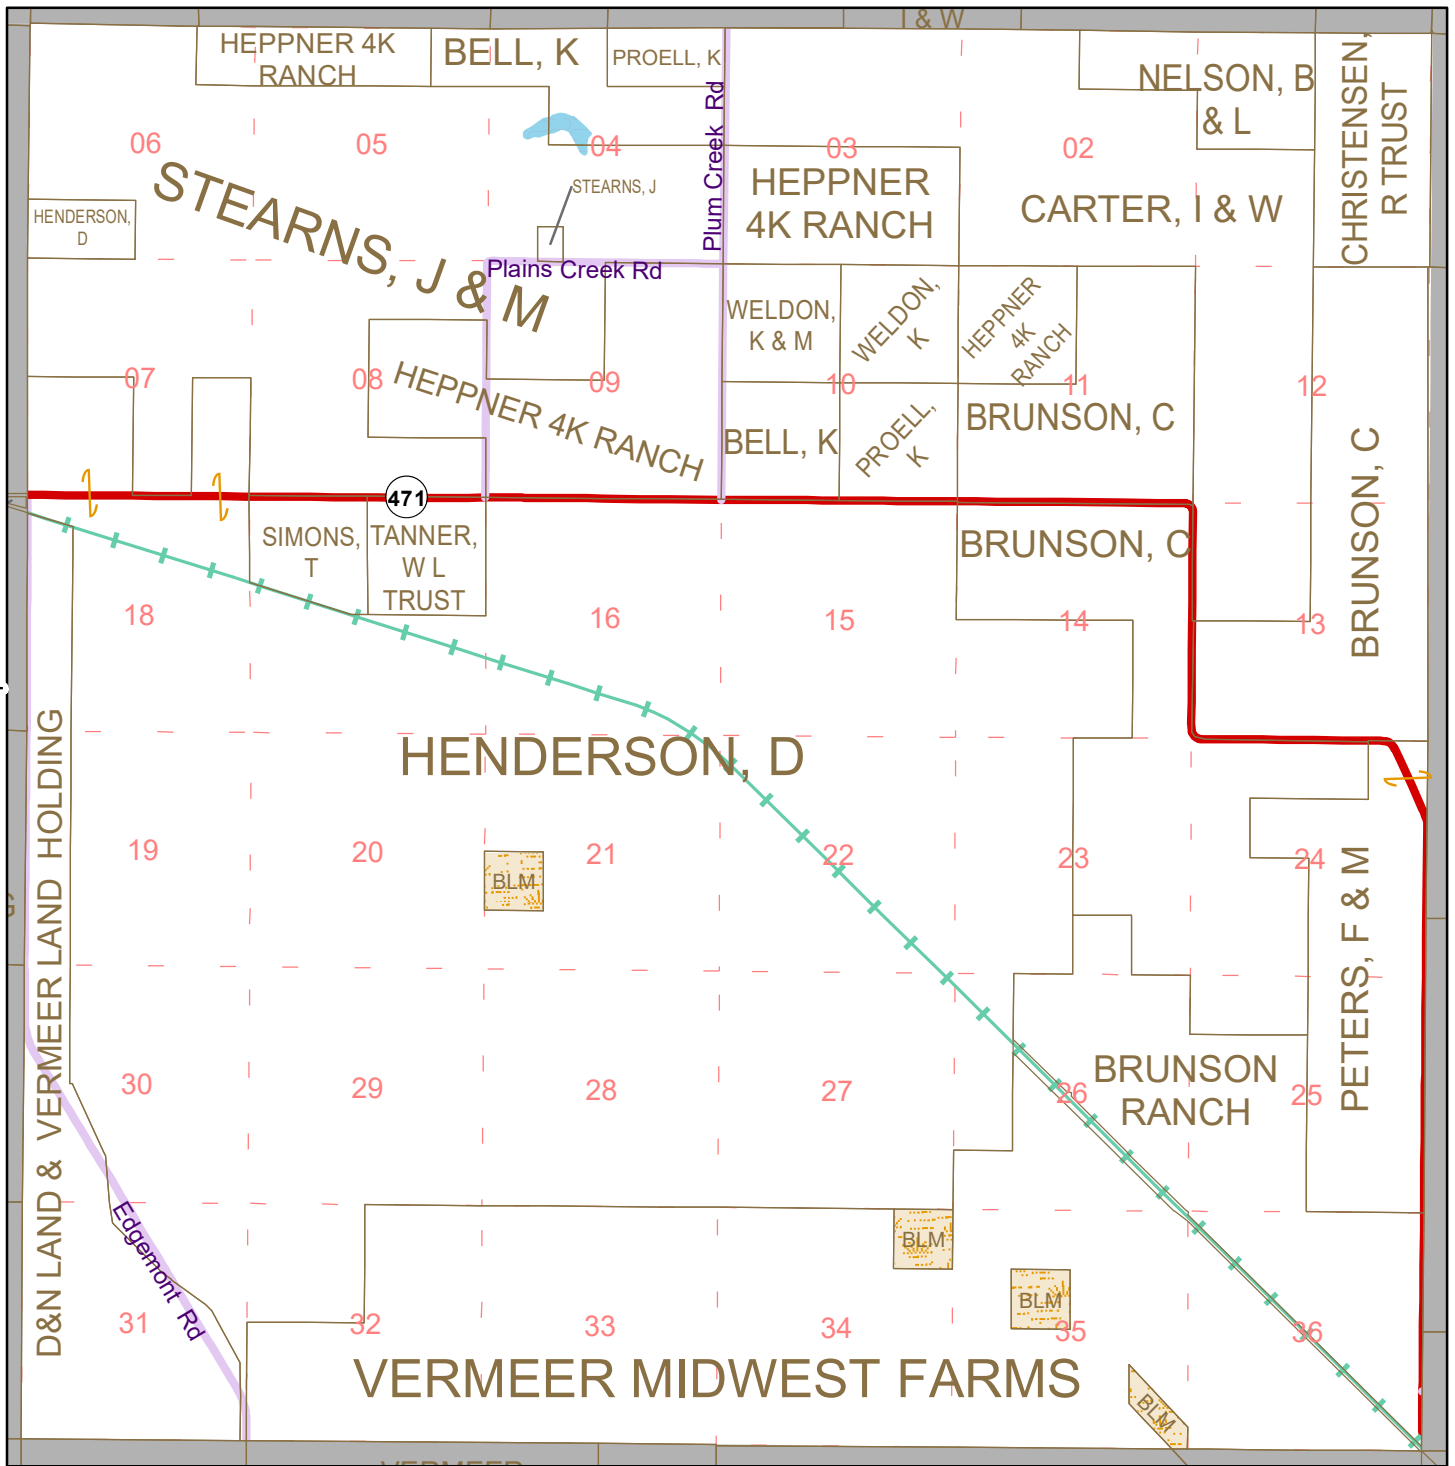 I & W
HEPPNER 4K
RANCH
BELL, K
PROELL, K
NELSON, B
& L
CHRISTENSEN,
R TRUST
06
05
04
03
02
Plum Creek Rd
STEARNS, J & M
STEARNS, J
HEPPNER
4K RANCH
CARTER, I & W
HENDERSON,
D
Plains Creek Rd
WELDON,
K & M
WELDON,
K
HEPPNER
4K
RANCH
07
08
09
10
11
12
HEPPNER 4K RANCH
BELL, K
PROELL,
K
BRUNSON, C
BRUNSON, C
471
SIMONS,
T
TANNER,
W L
TRUST
BRUNSON, C
18
16
15
14
13
HENDERSON, D
D&N LAND & VERMEER LAND HOLDING
19
20
21
22
23
24
BLM
PETERS, F & M
G
30
29
28
27
26
25
BRUNSON
RANCH
Edgemont Rd
BLM
BLM
31
32
33
34
35
36
VERMEER MIDWEST FARMS
BLM
VERMEER